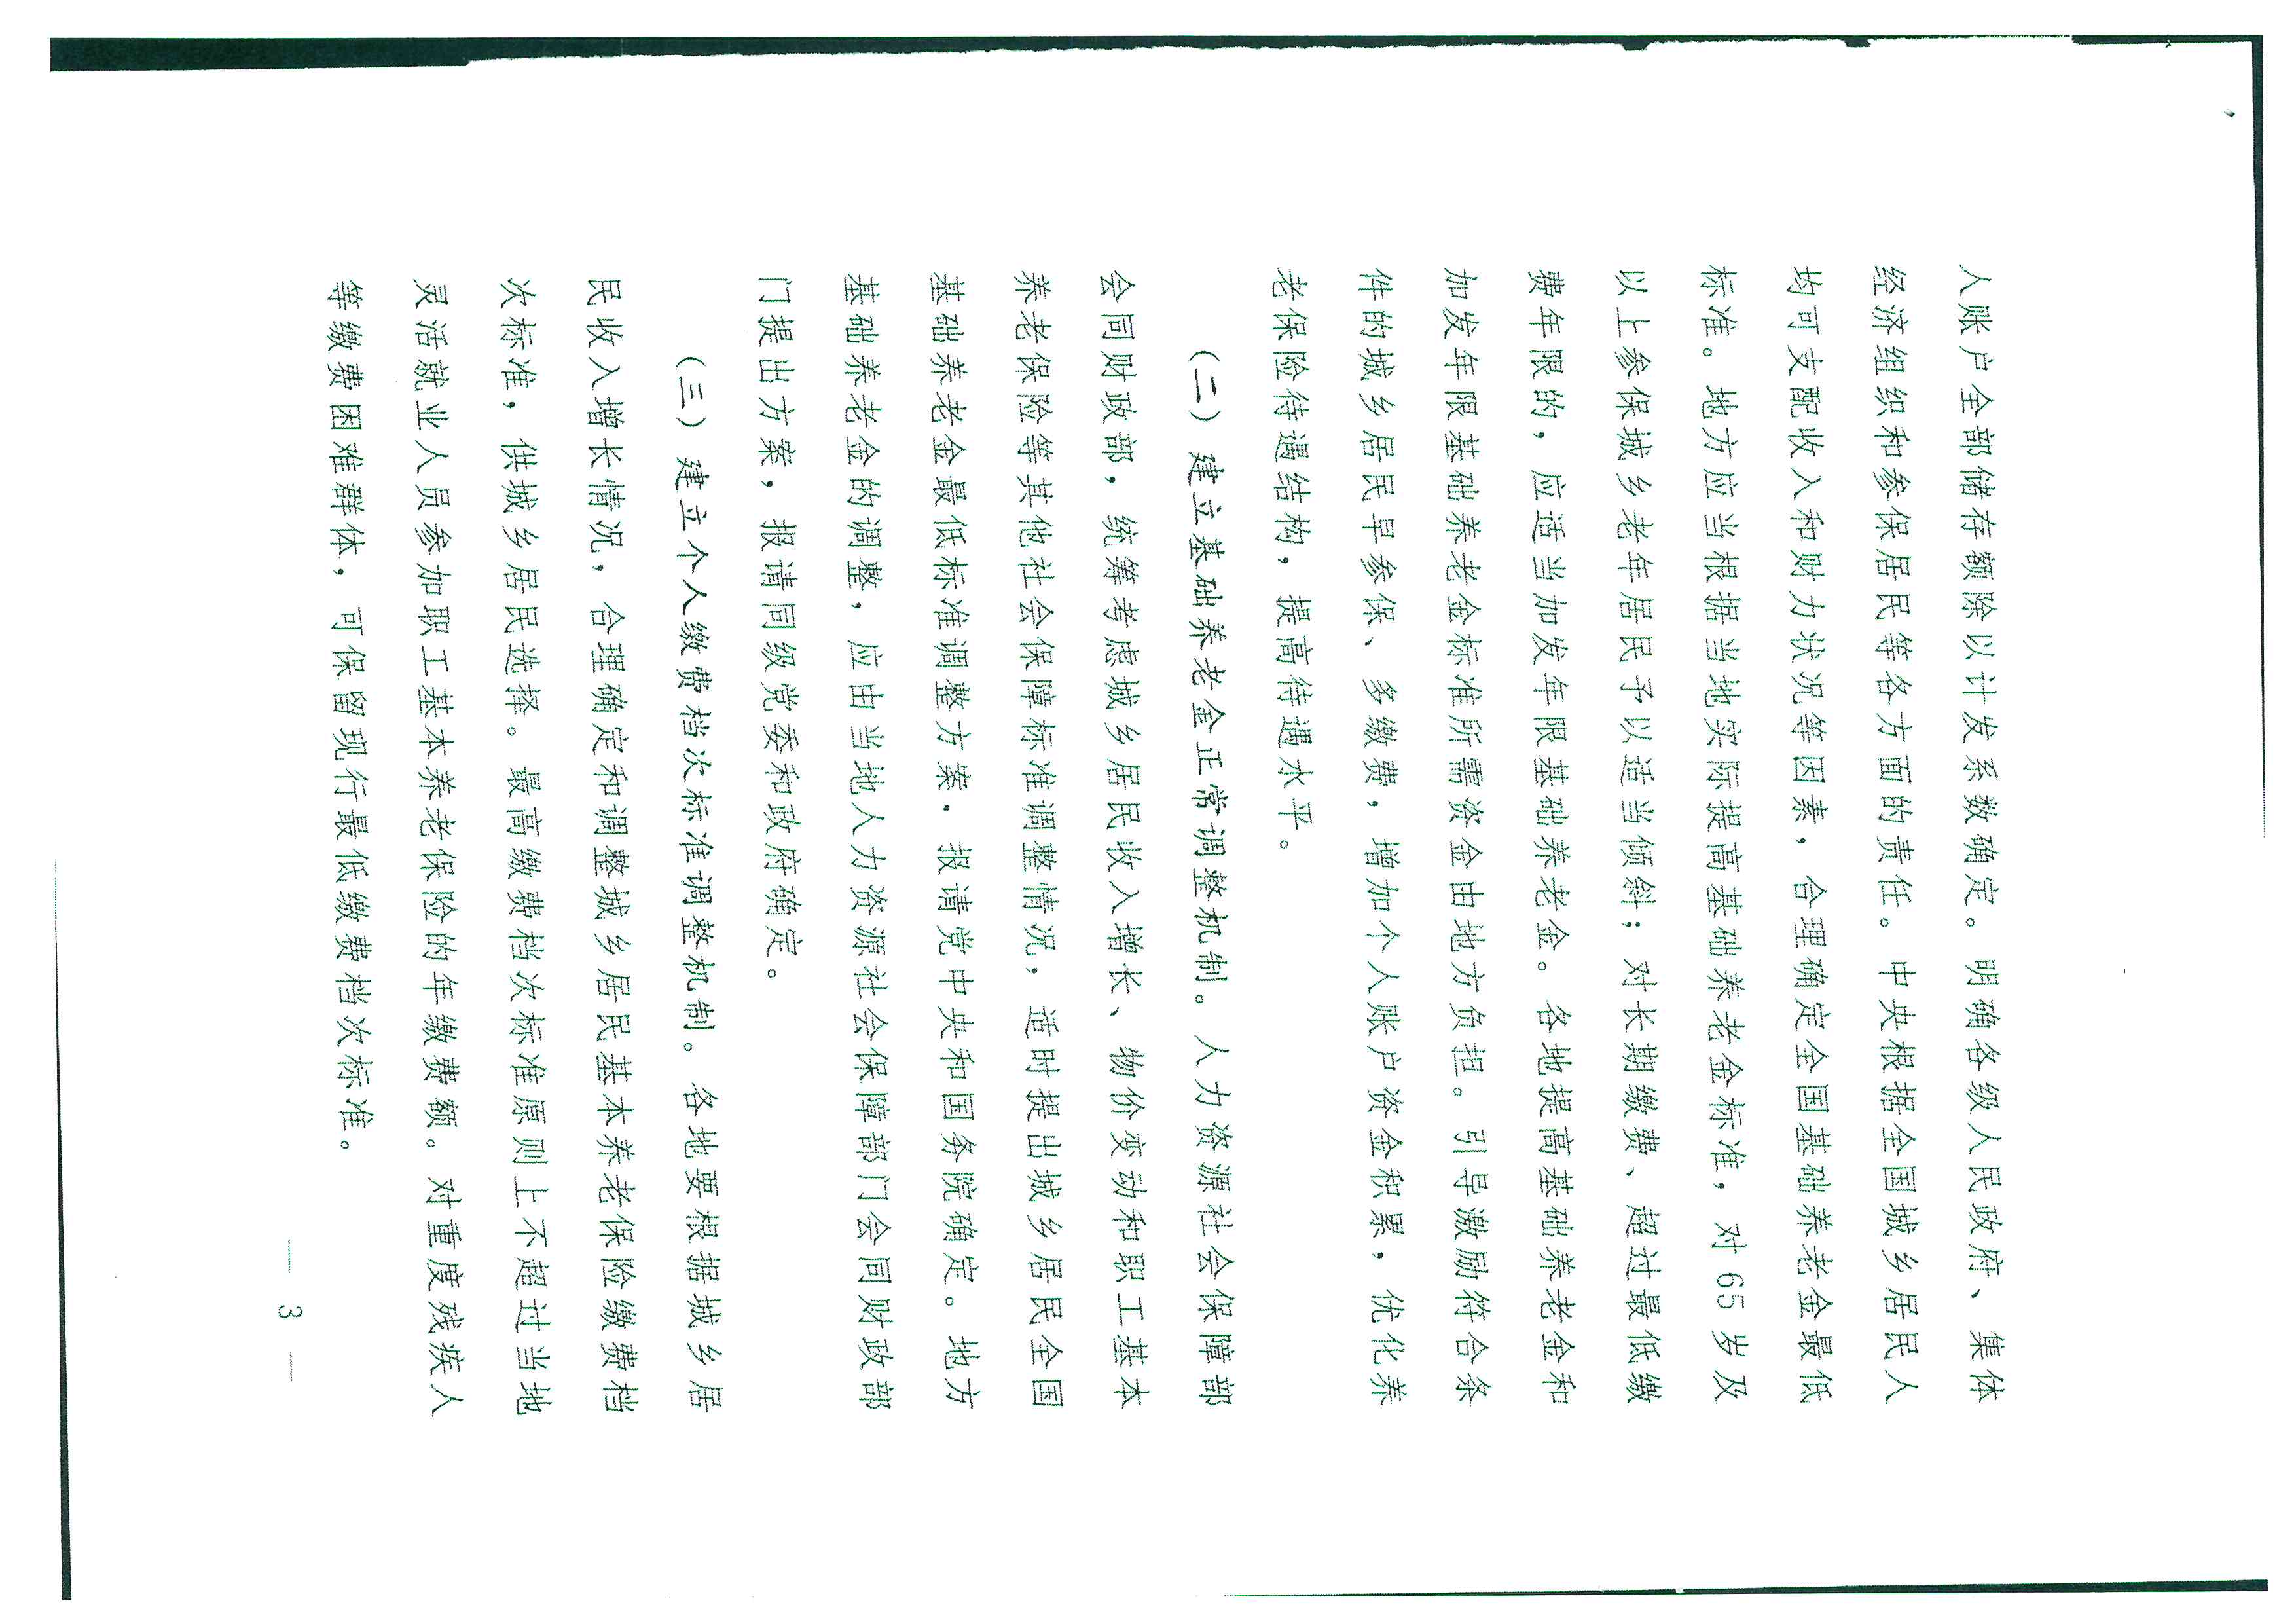 人账户全部储存额除以计发系数确定。明确各级人民政府、集体
经济组织和参保居民等各方面的责任。中央根据全国城乡居民人
均可支配收入和财力状况等因素，合理确定全国基础养老金最低
标准。地方应当根据当地实际提高基础养老金标准，对65岁及
以上参保城乡老年居民予以适当倾斜；对长期缴费、超过最低缴
费年限的，应适当加发年限基础养老金。各地提高基础养老金和
加发年限基础养老金标准所需资金由地方负担。引导激励符合条
件的城乡居民早参保、多缴费，增加个人账户资金积累，优化养
老保险待遇结构，提高待遇水平。
（二）建立基础养老金正常调整机制。人力资源社会保障部
会同财政部，统筹考虑城乡居民收入增长、物价变动和职工基本
养老保险等其他社会保障标准调整情况，适时提出城乡居民全国
基础养老金最低标准调整方案，报请党中央和国务院确定。地方
基础养老金的调整，应由当地人力资源社会保障部门会同财政部
门提出方案，报请同级党委和政府确定。
（三）建立个人缴费档次标准调整机制。各地要根据城乡居
民收入增长情况，合理确定和调整城乡居民基本养老保险缴费档
次标准，供城乡居民选择。最高缴费档次标准原则上不超过当地
灵活就业人员参加职工基本养老保险的年缴费额。对重度残疾人
等缴费困难群体，可保留现行最低缴费档次标准。
— 3 —